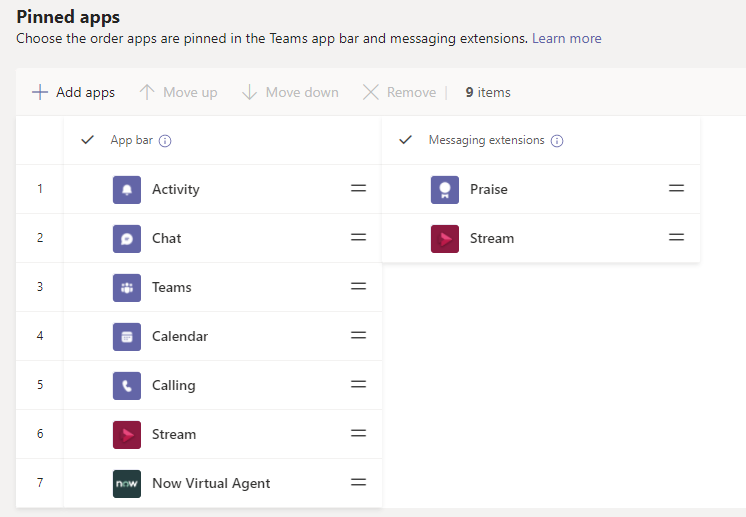 Pinned apps
Choose the order apps are pinned in the Teams app bar and messaging extensions. Learn more
Add apps Move up Move down Remove 9 items
App bar Messaging extensions
1 Activity Praise
2 Chat Stream
3 Teams
4 Calendar
5 Calling
6 Stream
7 now Now Virtual Agent